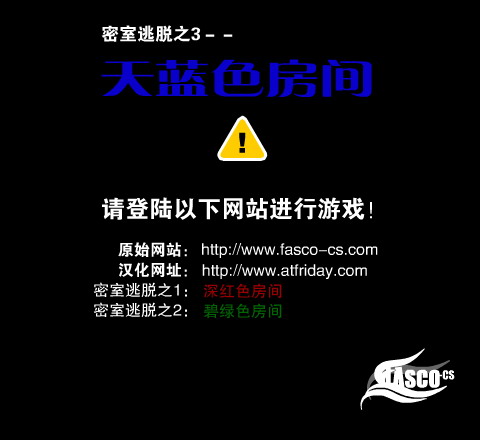 密室逃脱之3--
天蓝色房间
!
请登陆以下网站进行游戏!
原始网站：http://www.fasco-cs.com
汉化网址：http://www.atfriday.com
密室逃脱之1：深红色房间
密室逃脱之2：碧绿色房间
FASCO-CS